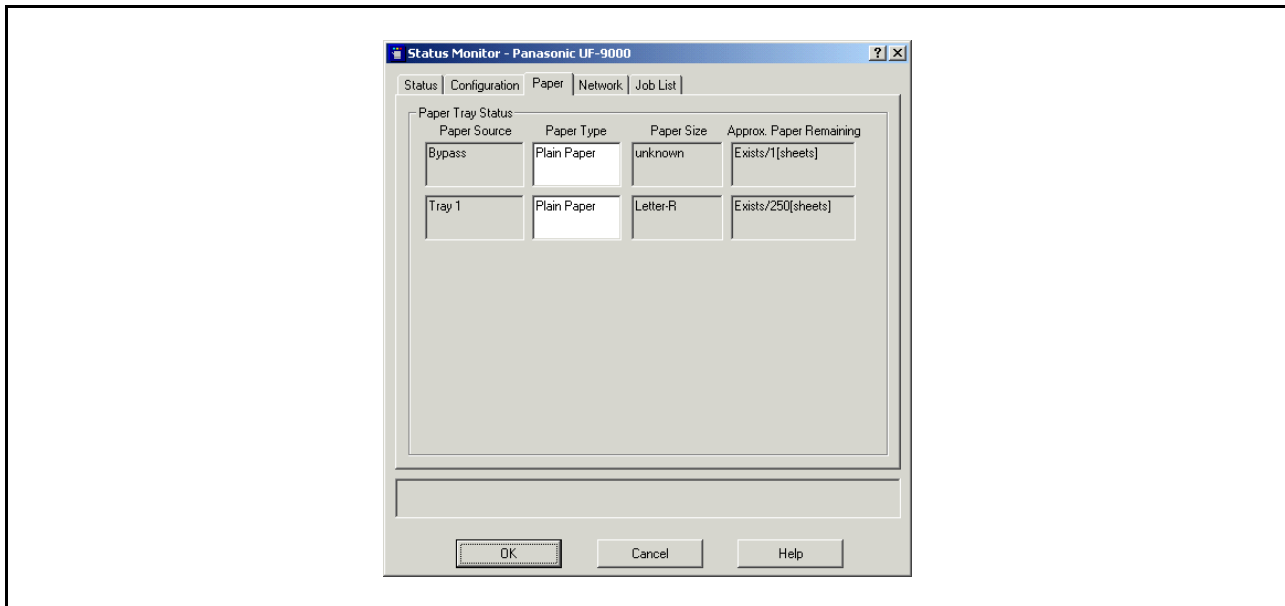 Status Monitor - Panasonic UF-9000
Status Configuration Paper Network Job List
Paper Tray Status
Paper Source Paper Type Paper Size Approx. Paper Remaining
Bypass Plain Paper unknown Exists/1[sheets]
Tray 1 Plain Paper Letter-R Exists/250[sheets]
OK Cancel Help